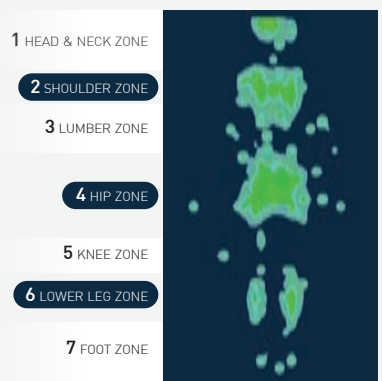 1 HEAD & NECK ZONE
2 SHOULDER ZONE
3 LUMBER ZONE
4 HIP ZONE
5 KNEE ZONE
6 LOWER LEG ZONE
7 FOOT ZONE